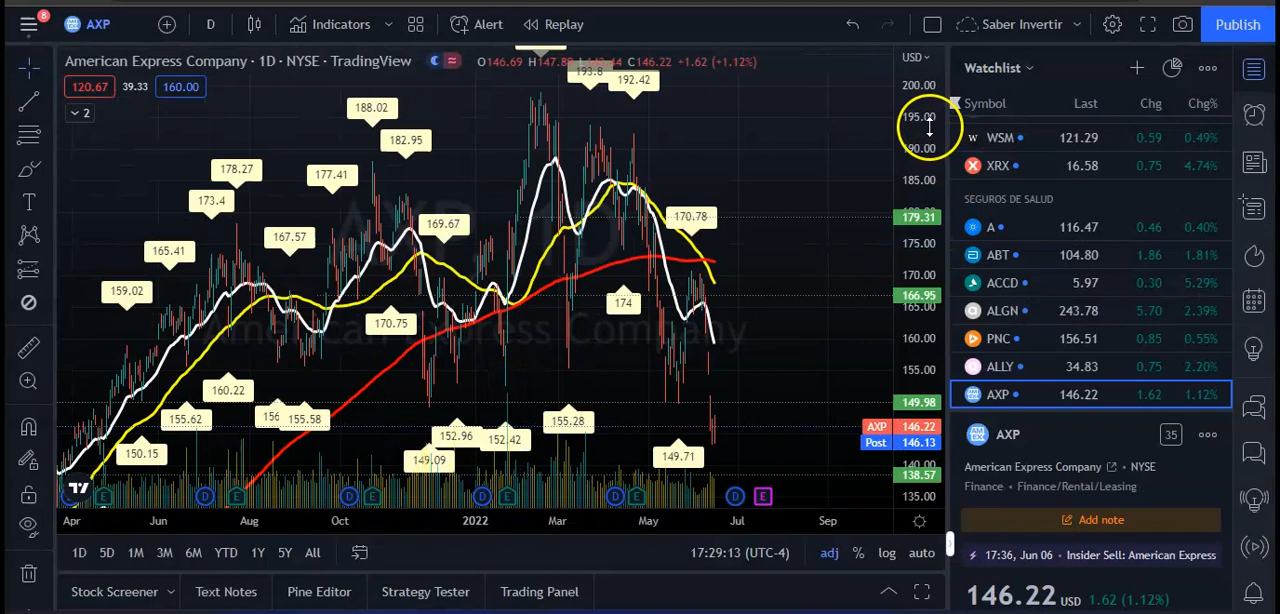 8
AXP
D
Indicators
Alert
Replay
Saber Invertir
Publish
American Express Company · 1D · NYSE · TradingView
O146.69 C146.22 +1.62 (+1.12%)
USD
120.67 39.33 160.00
2
200.00
195.00
190.00
185.00
179.31
175.00
170.00
166.95
165.00
160.00
155.00
149.98
AXP 146.22
Post 146.13
140.00
138.57
135.00
193.8
192.42
188.02
182.95
178.27
177.41
173.4
170.78
169.67
167.57
165.41
159.02
174
170.75
160.22
155.62
155.58
155.28
152.96
152.42
150.15
149.09
149.71
AXP, 1D
American Express Company
D E D E D E D E D E
Apr Jun Aug Oct 2022 Mar May Jul Sep
1D 5D 1M 3M 6M YTD 1Y 5Y All
17:29:13 (UTC-4) adj % log auto
Stock Screener Text Notes Pine Editor Strategy Tester Trading Panel
Watchlist
Symbol Last Chg Chg%
WSM 121.29 0.59 0.49%
XRX 16.58 0.75 4.74%
SEGUROS DE SALUD
A 116.47 0.46 0.40%
ABT 104.80 1.86 1.81%
ACCD 5.97 0.30 5.29%
ALGN 243.78 5.70 2.39%
PNC 156.51 0.85 0.55%
ALLY 34.83 0.75 2.20%
AXP 146.22 1.62 1.12%
AXP 35
American Express Company · NYSE
Finance · Finance/Rental/Leasing
Add note
17:36, Jun 06 · Insider Sell: American Express
146.22 USD 1.62 (1.12%)